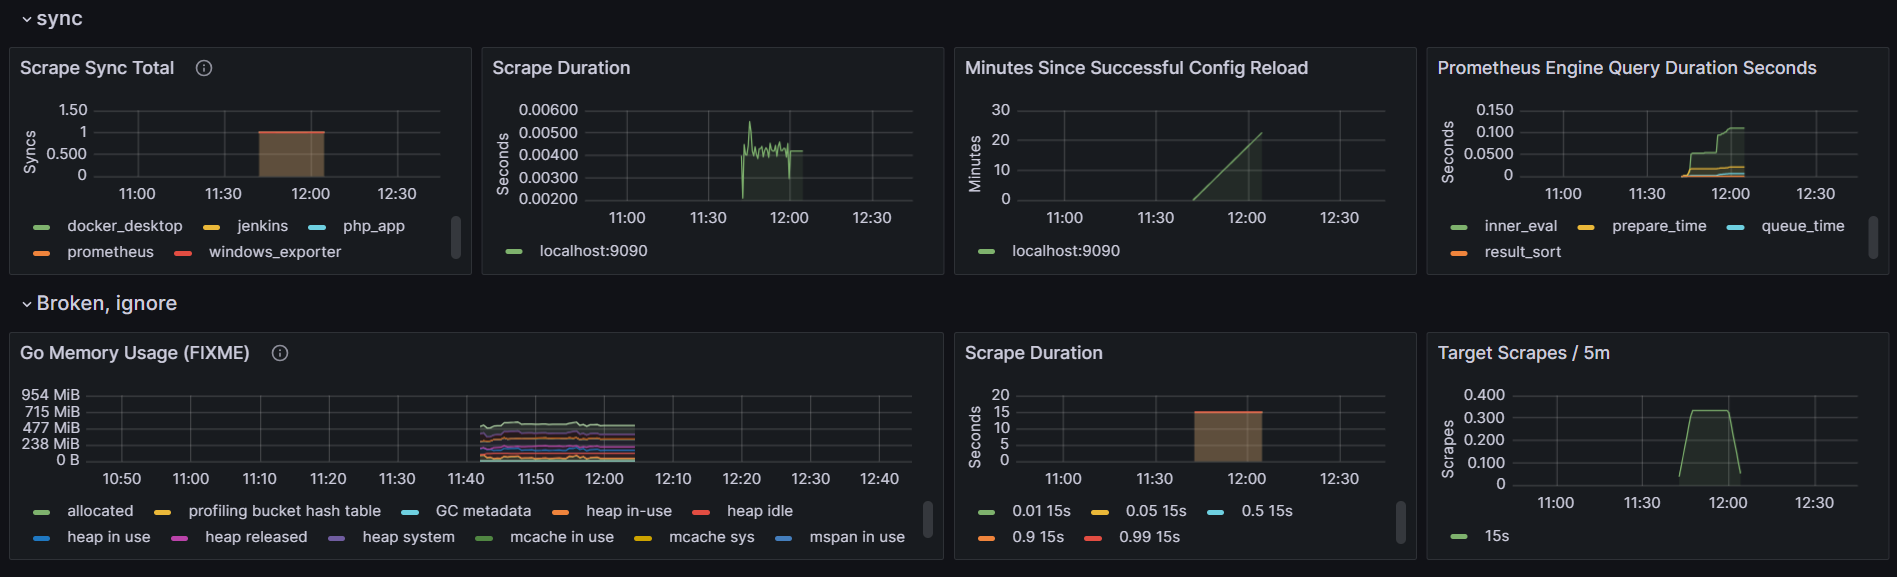 sync
Scrape Sync Total
Syncs
1.50
1
0.500
0
11:00 11:30 12:00 12:30
docker_desktop jenkins php_app
prometheus windows_exporter
Scrape Duration
Seconds
0.00600
0.00500
0.00400
0.00300
0.00200
11:00 11:30 12:00 12:30
localhost:9090
Minutes Since Successful Config Reload
Minutes
30
20
10
0
11:00 11:30 12:00 12:30
localhost:9090
Prometheus Engine Query Duration Seconds
Seconds
0.150
0.100
0.0500
0
11:00 11:30 12:00 12:30
inner_eval prepare_time queue_time
result_sort
Broken, ignore
Go Memory Usage (FIXME)
954 MiB
715 MiB
477 MiB
238 MiB
0 B
10:50 11:00 11:10 11:20 11:30 11:40 11:50 12:00 12:10 12:20 12:30 12:40
allocated profiling bucket hash table GC metadata heap in-use heap idle
heap in use heap released heap system mcache in use mcache sys mspan in use
Scrape Duration
Seconds
20
15
10
5
0
11:00 11:30 12:00 12:30
0.01 15s 0.05 15s 0.5 15s
0.9 15s 0.99 15s
Target Scrapes / 5m
Scrapes
0.400
0.300
0.200
0.100
0
11:00 11:30 12:00 12:30
15s